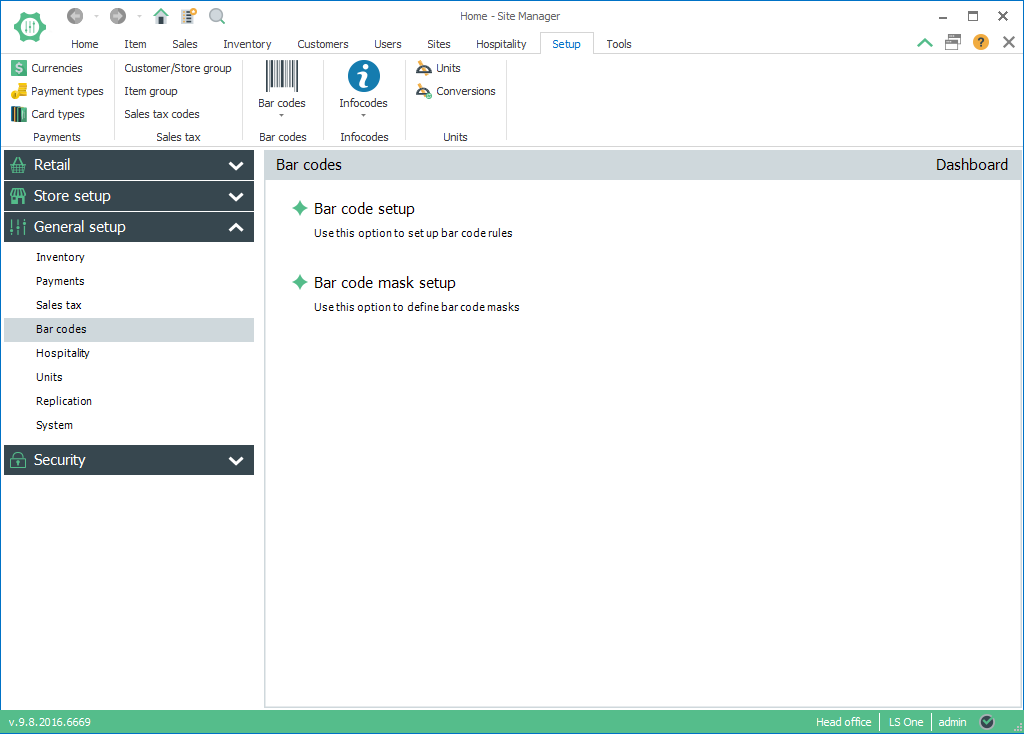 Home - Site Manager
Home Item Sales Inventory Customers Users Sites Hospitality Setup Tools
Currencies
Payment types
Card types
Payments
Customer/Store group
Item group
Sales tax codes
Sales tax
Bar codes
Bar codes
Infocodes
Infocodes
Units
Conversions
Units
Retail
Store setup
General setup
Inventory
Payments
Sales tax
Bar codes
Hospitality
Units
Replication
System
Security
Bar codes Dashboard
Bar code setup
Use this option to set up bar code rules
Bar code mask setup
Use this option to define bar code masks
v.9.8.2016.6669 Head office LS One admin